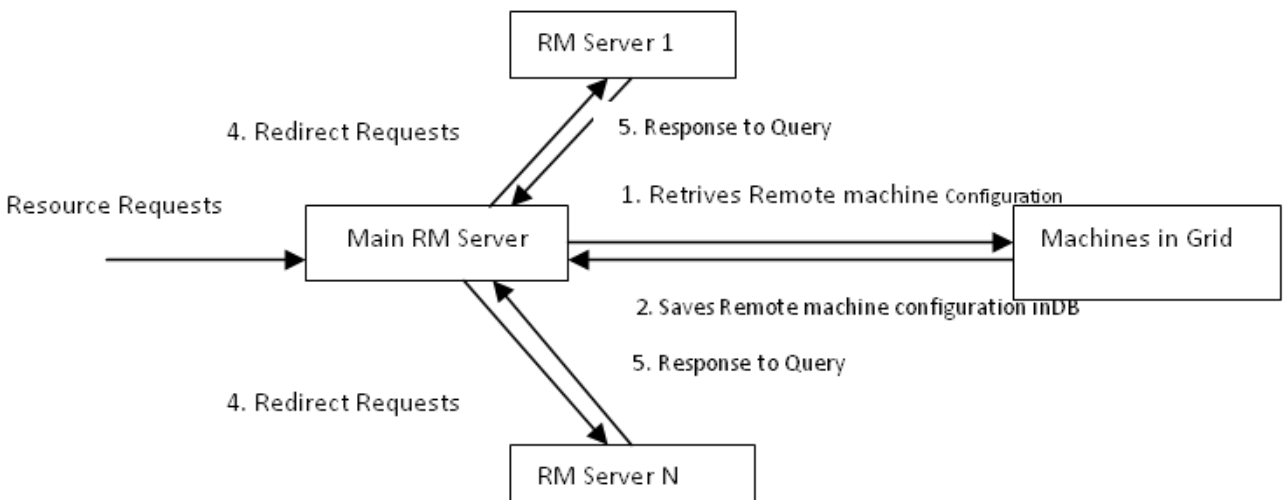 RM Server 1
4. Redirect Requests
5. Response to Query
1. Retrives Remote machine Configuration
Resource Requests
Main RM Server
Machines in Grid
2. Saves Remote machine configuration inDB
5. Response to Query
4. Redirect Requests
RM Server N